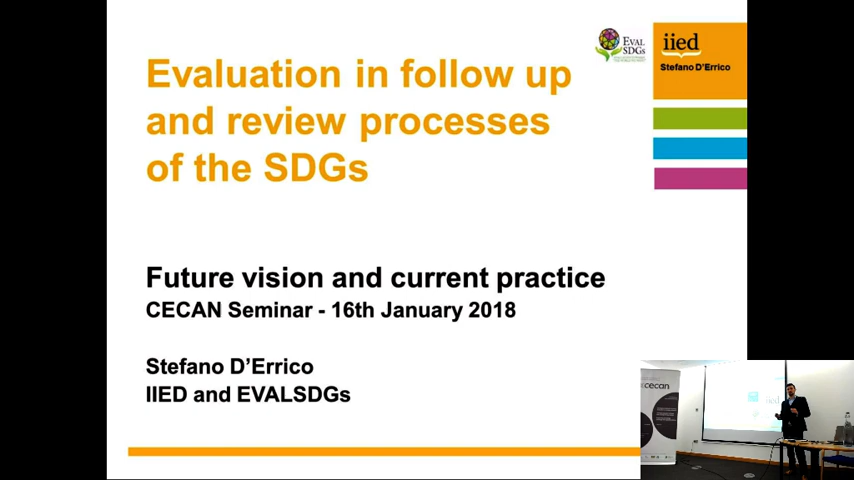 Evaluation in follow up
and review processes
of the SDGs
EVAL
SDGs
iied
Stefano D'Errico
Future vision and current practice
CECAN Seminar - 16th January 2018
Stefano D'Errico
IIED and EVALSDGs
cecan
iied